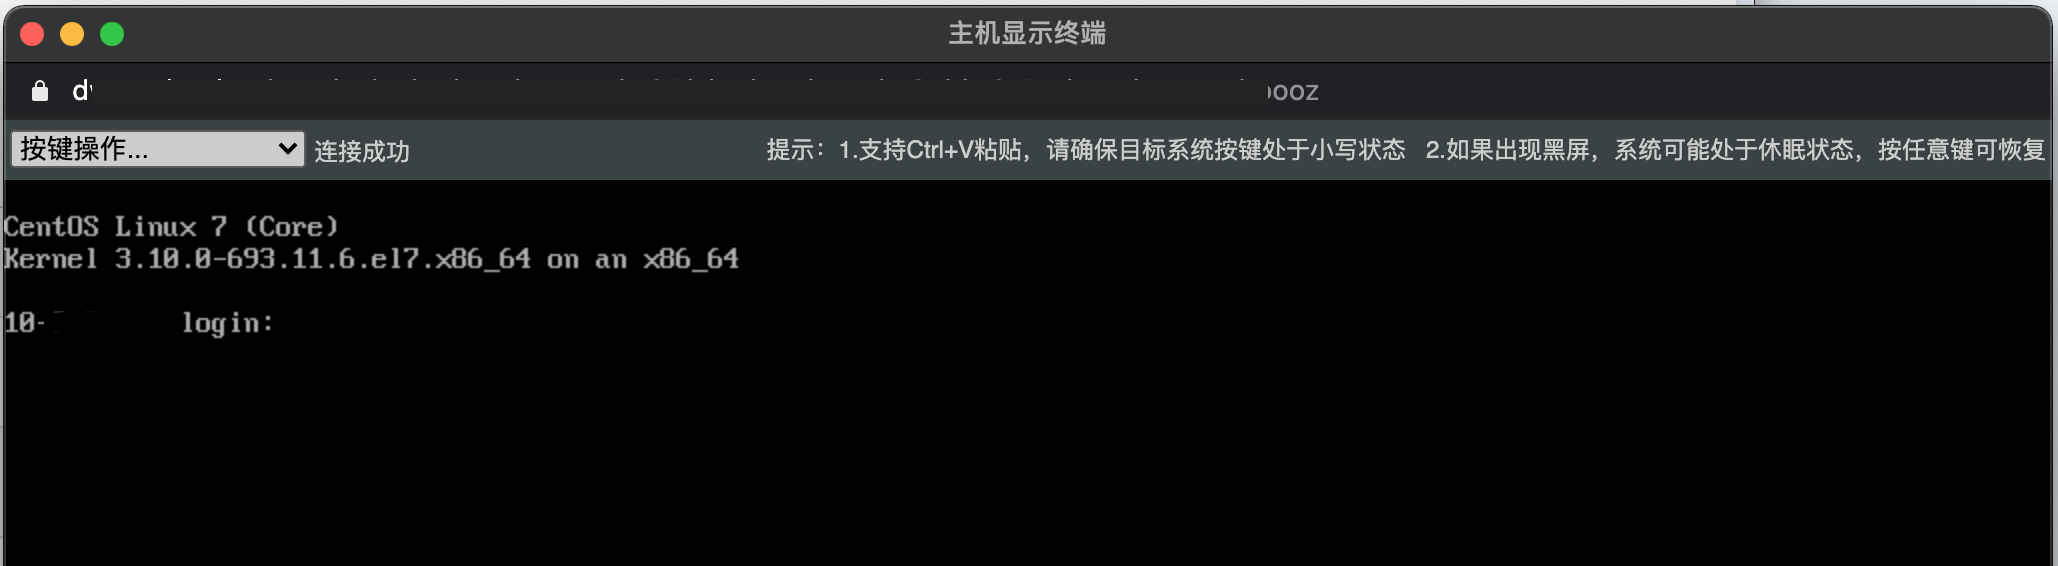 主机显示终端
按键操作... 连接成功 提示：1.支持Ctrl+V粘贴，请确保目标系统按键处于小写状态 2.如果出现黑屏，系统可能处于休眠状态，按任意键可恢复
CentOS Linux 7 (Core)
Kernel 3.10.0-693.11.6.el7.x86_64 on an x86_64
10- login: